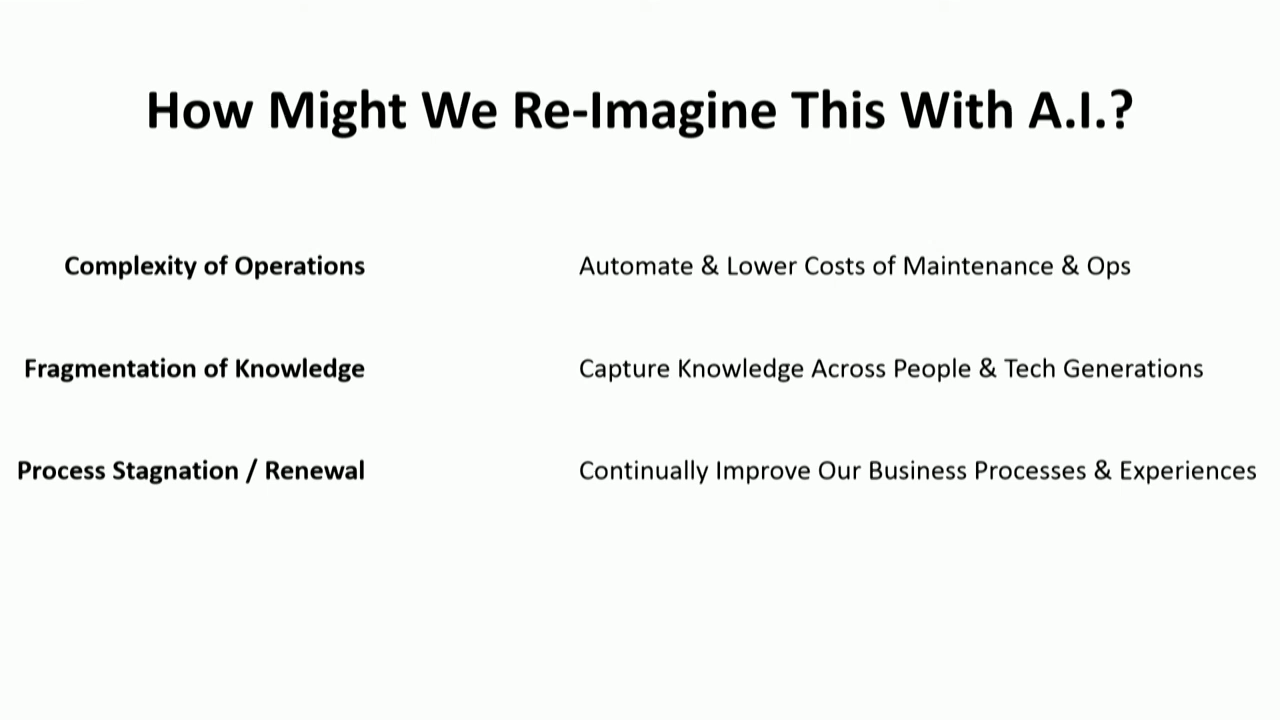 How Might We Re-Imagine This With A.I.?
Complexity of Operations Automate & Lower Costs of Maintenance & Ops
Fragmentation of Knowledge Capture Knowledge Across People & Tech Generations
Process Stagnation / Renewal Continually Improve Our Business Processes & Experiences